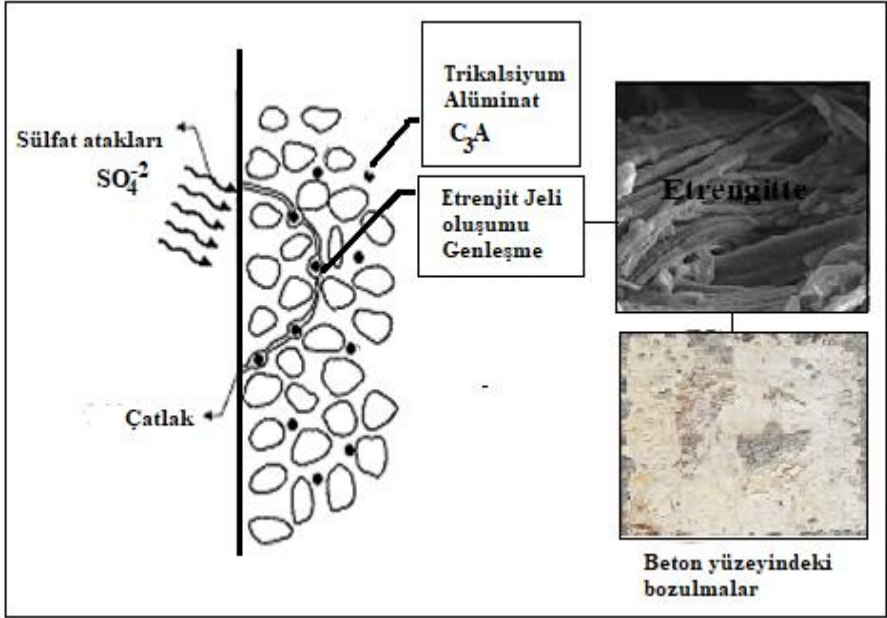 Trikalsiyum
Alüminat
C₃A
Sülfat atakları
SO₄⁻²
Etrenjit Jeli
oluşumu
Genleşme
Etrengitte
Çatlak
Beton yüzeyindeki
bozulmalar